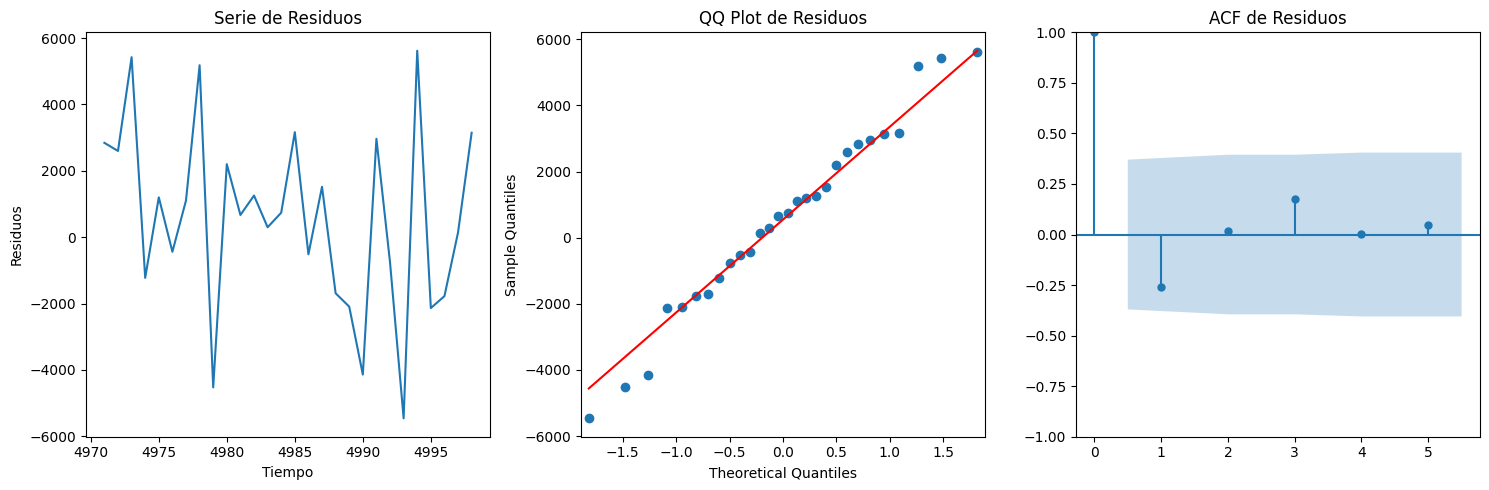 Serie de Residuos
6000
4000
2000
0
−2000
−4000
−6000
Residuos
4970 4975 4980 4985 4990 4995
Tiempo
QQ Plot de Residuos
6000
4000
2000
0
−2000
−4000
−6000
Sample Quantiles
−1.5 −1.0 −0.5 0.0 0.5 1.0 1.5
Theoretical Quantiles
ACF de Residuos
1.00
0.75
0.50
0.25
0.00
−0.25
−0.50
−0.75
−1.00
0 1 2 3 4 5